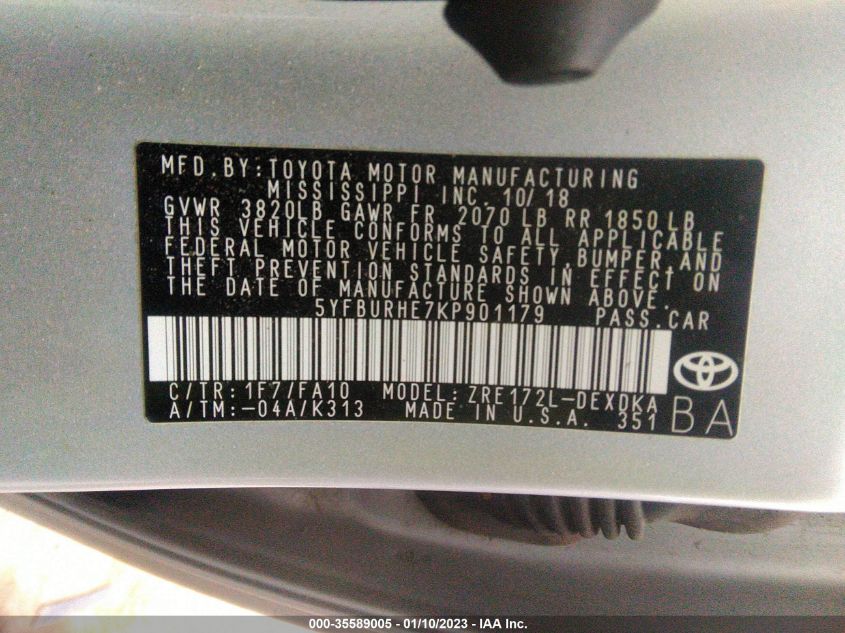 MFD.BY:TOYOTA MOTOR MANUFACTURING
MISSISSIPPI INC. 10/18
GVWR 3820LB GAWR FR 2070 LB RR 1850 LB
THIS VEHICLE CONFORMS TO ALL APPLICABLE
FEDERAL MOTOR VEHICLE SAFETY, BUMPER, AND
THEFT PREVENTION STANDARDS IN EFFECT ON
THE DATE OF MANUFACTURE SHOWN ABOVE.
5YFBURHE7KP901179 PASS.CAR
C/TR:1F7/FA10 MODEL:ZRE172L-DEXDKA
A/TM:-04A/K313 MADE IN U.S.A. 351
BA
000-35589005 - 01/10/2023 - IAA Inc.